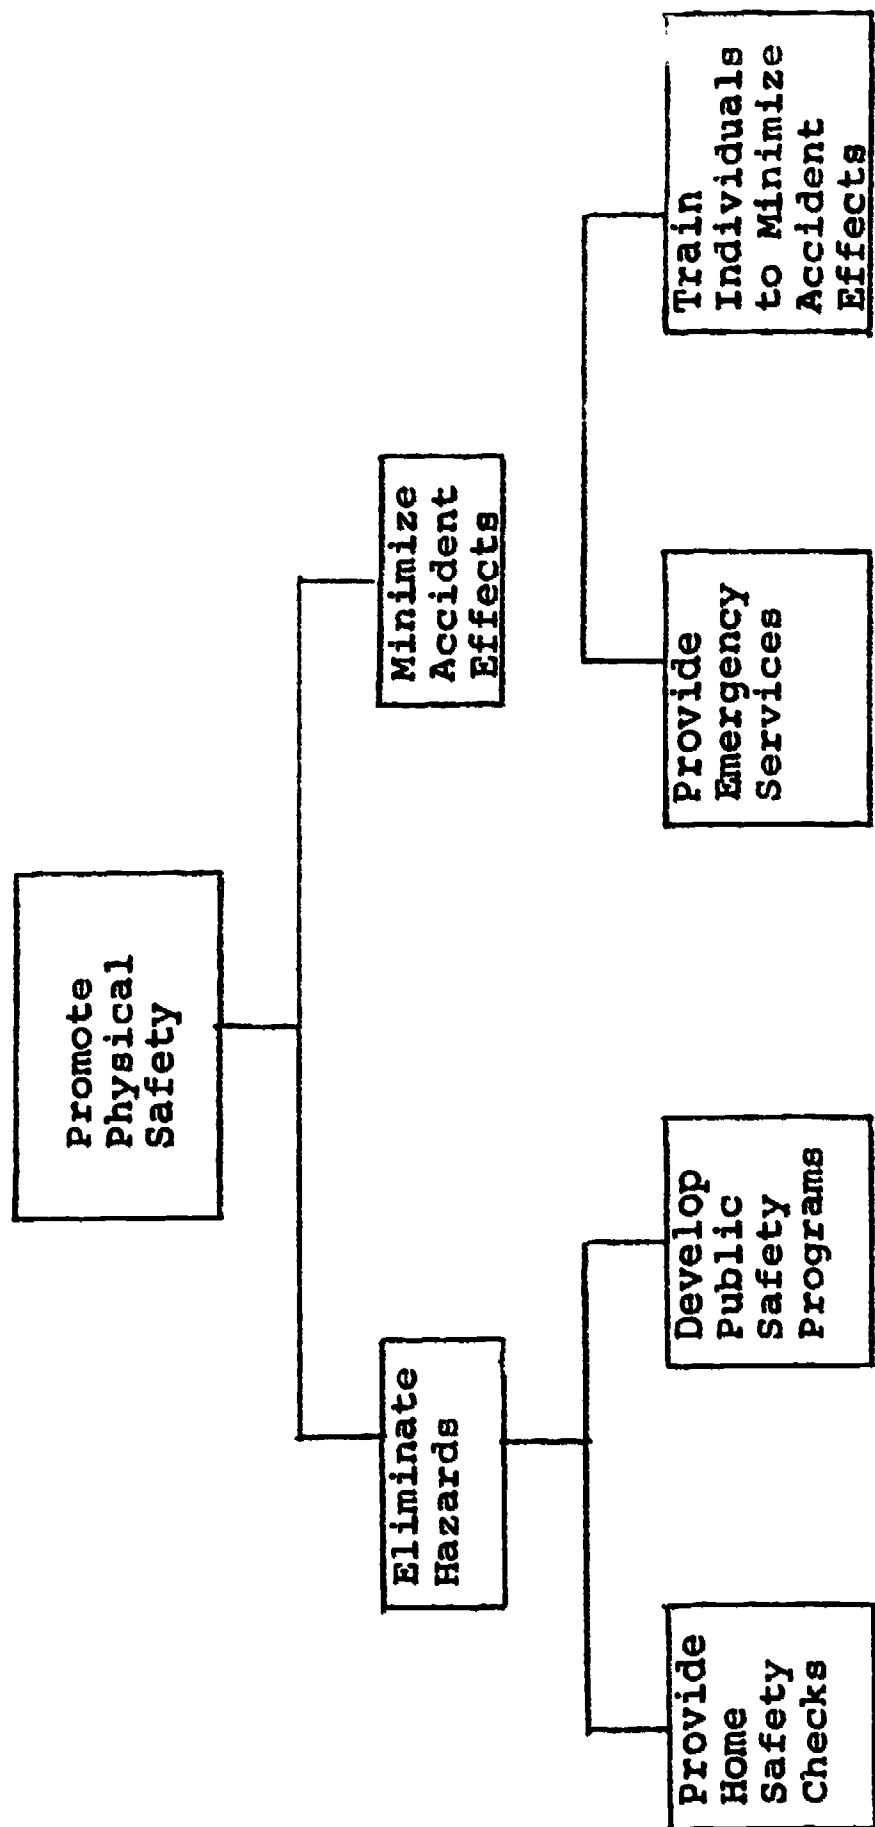 Promote
Physical
Safety
Eliminate
Hazards
Minimize
Accident
Effects
Provide
Home
Safety
Checks
Develop
Public
Safety
Programs
Provide
Emergency
Services
Train
Individuals
to Minimize
Accident
Effects